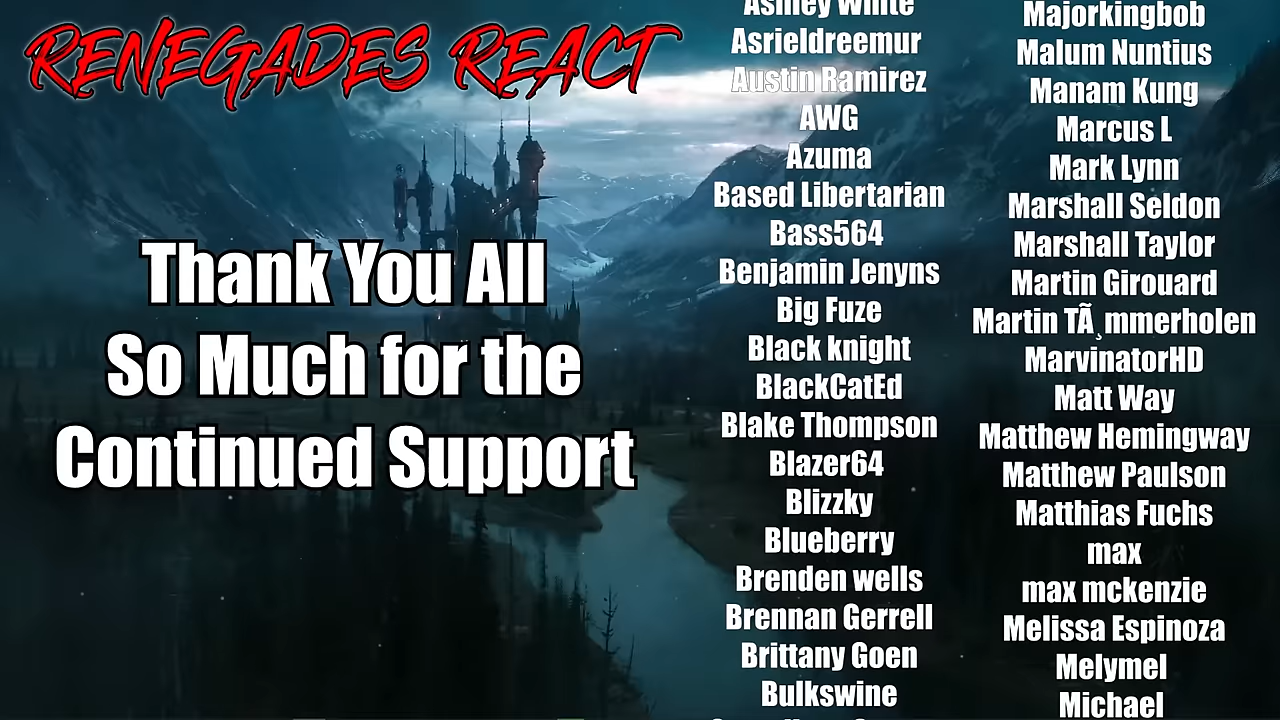 RENEGADES REACT
Thank You All
So Much for the
Continued Support
Ashley White
Asrieldreemur
Austin Ramirez
AWG
Azuma
Based Libertarian
Bass564
Benjamin Jenyns
Big Fuze
Black knight
BlackCatEd
Blake Thompson
Blazer64
Blizzky
Blueberry
Brenden wells
Brennan Gerrell
Brittany Goen
Bulkswine
Majorkingbob
Malum Nuntius
Manam Kung
Marcus L
Mark Lynn
Marshall Seldon
Marshall Taylor
Martin Girouard
Martin TÃ¸mmerholen
MarvinatorHD
Matt Way
Matthew Hemingway
Matthew Paulson
Matthias Fuchs
max
max mckenzie
Melissa Espinoza
Melymel
Michael